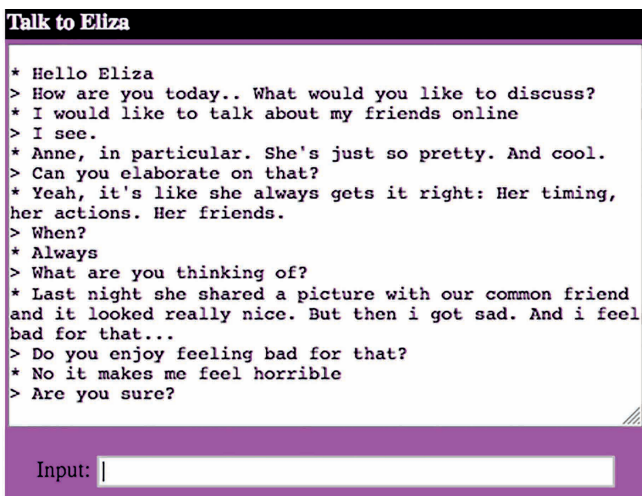 Talk to Eliza
* Hello Eliza
> How are you today.. What would you like to discuss?
* I would like to talk about my friends online
> I see.
* Anne, in particular. She's just so pretty. And cool.
> Can you elaborate on that?
* Yeah, it's like she always gets it right: Her timing,
her actions. Her friends.
> When?
* Always
> What are you thinking of?
* Last night she shared a picture with our common friend
and it looked really nice. But then i got sad. And i feel
bad for that...
> Do you enjoy feeling bad for that?
* No it makes me feel horrible
> Are you sure?
Input: